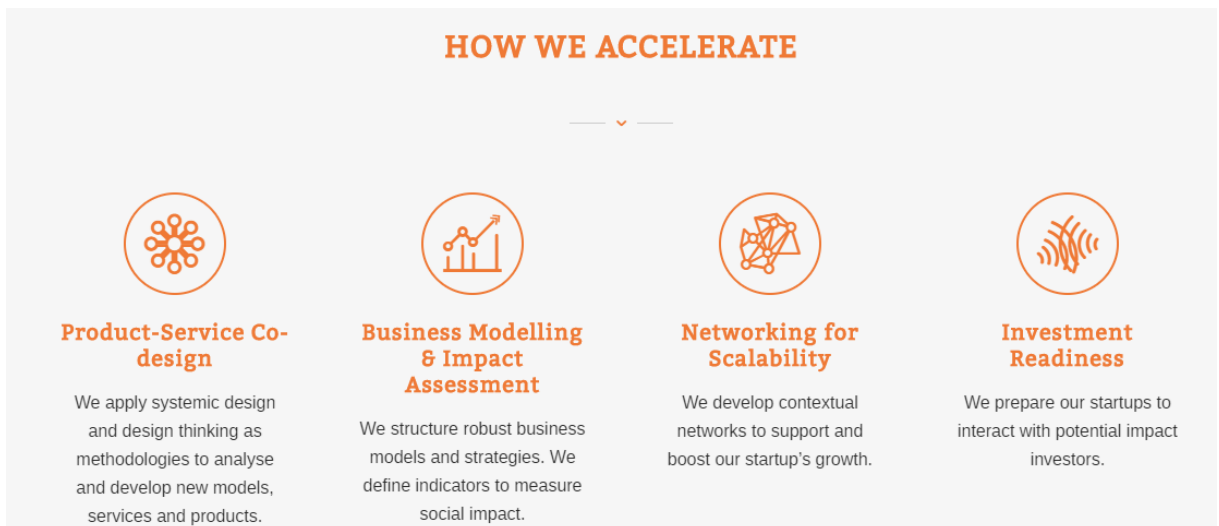 HOW WE ACCELERATE
Product-Service Co-
design
We apply systemic design
and design thinking as
methodologies to analyse
and develop new models,
services and products.
Business Modelling
& Impact
Assessment
We structure robust business
models and strategies. We
define indicators to measure
social impact.
Networking for
Scalability
We develop contextual
networks to support and
boost our startup’s growth.
Investment
Readiness
We prepare our startups to
interact with potential impact
investors.